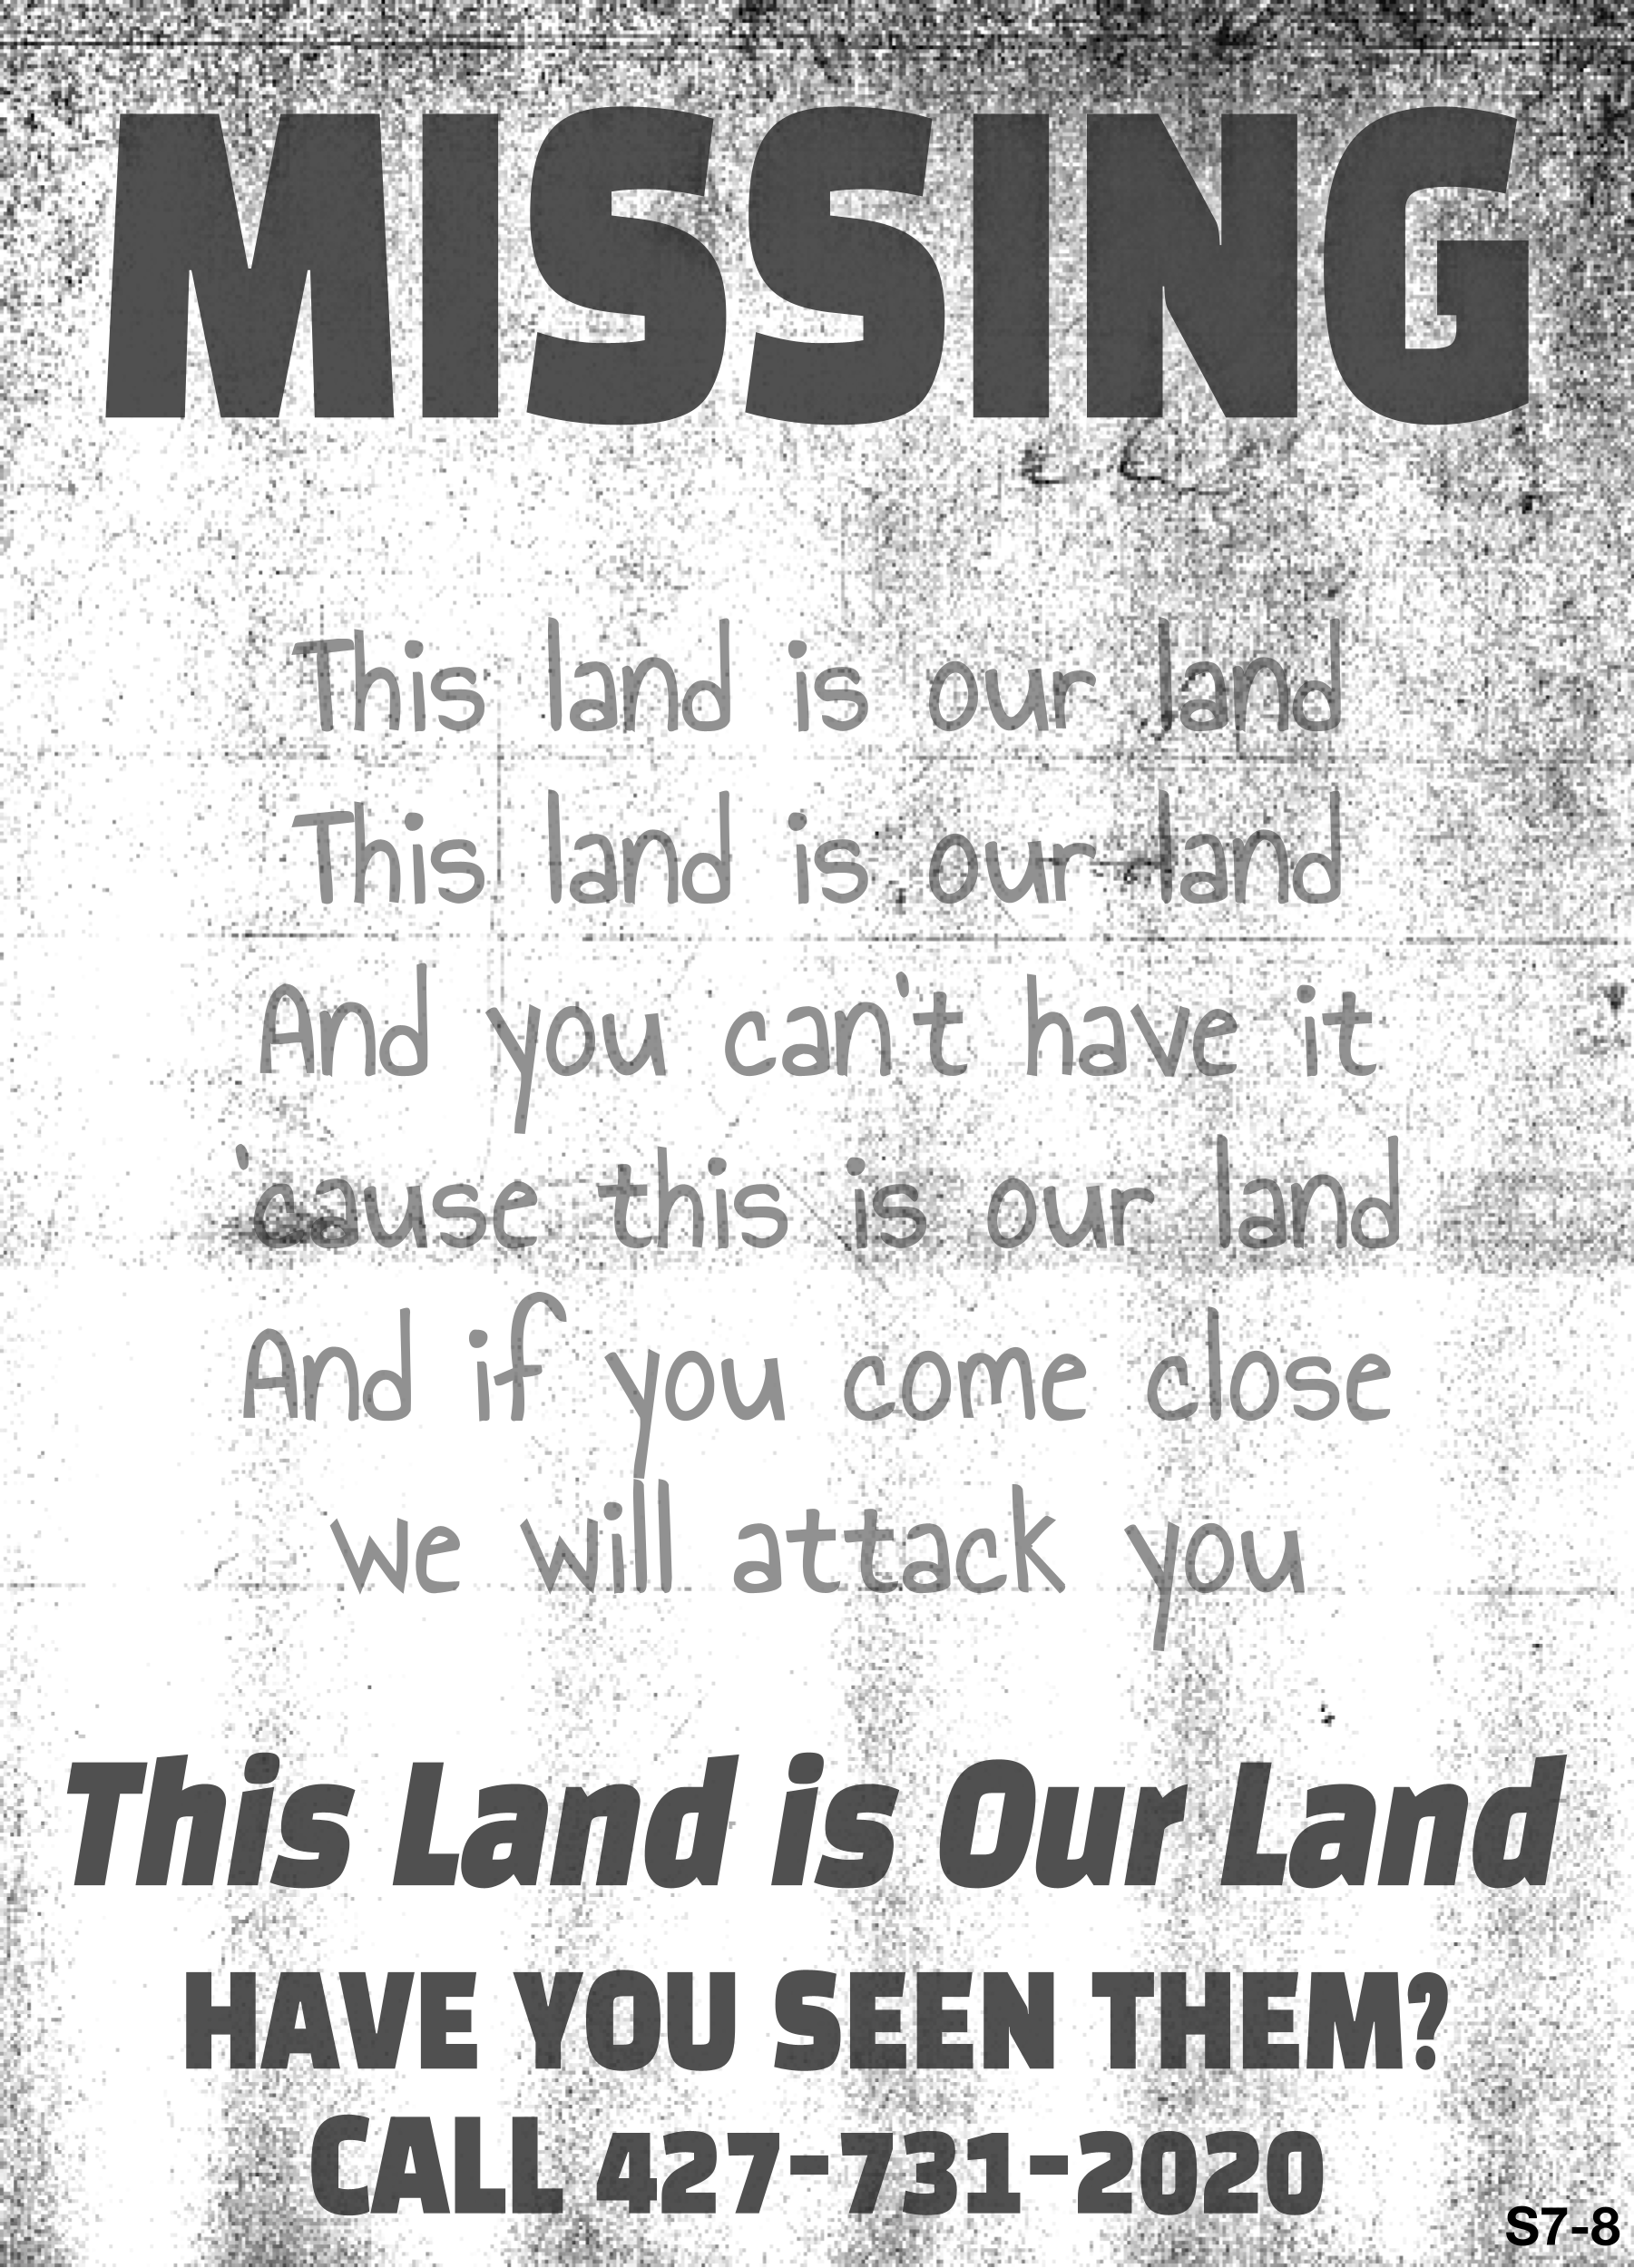 MISSING
This land is our land
This land is our land
And you can't have it
'cause this is our land
And if you come close
we will attack you
This Land is Our Land
HAVE YOU SEEN THEM?
CALL 427-731-2020
S7-8